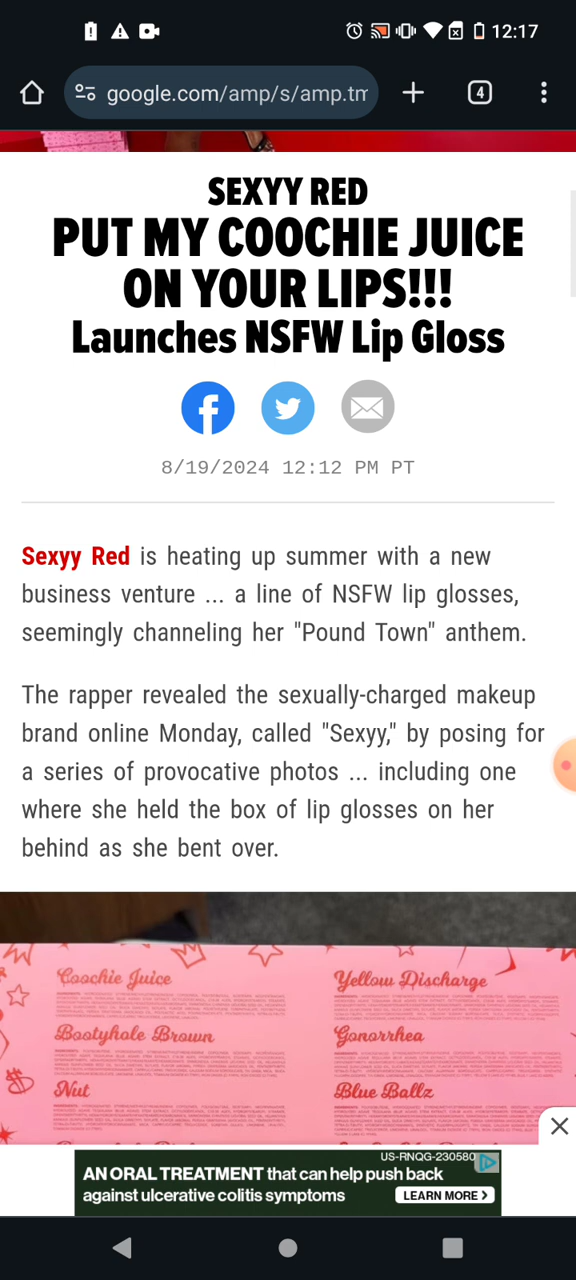 12:17
google.com/amp/s/amp.tm
4
SEXYY RED
PUT MY COOCHIE JUICE
ON YOUR LIPS!!!
Launches NSFW Lip Gloss
8/19/2024 12:12 PM PT
Sexyy Red is heating up summer with a new
business venture ... a line of NSFW lip glosses,
seemingly channeling her "Pound Town" anthem.
The rapper revealed the sexually-charged makeup
brand online Monday, called "Sexyy," by posing for
a series of provocative photos ... including one
where she held the box of lip glosses on her
behind as she bent over.
Coochie Juice
Yellow Discharge
Bootyhole Brown
Gonorrhea
Nut
Blue Ballz
US-RNQG-230580
AN ORAL TREATMENT that can help push back
against ulcerative colitis symptoms
LEARN MORE >